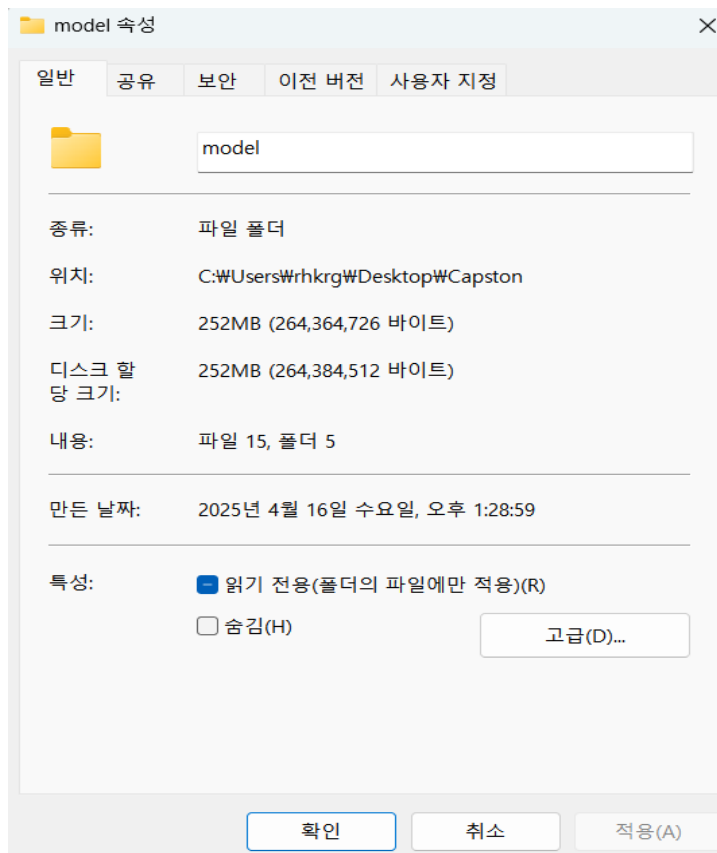 model 속성
일반 공유 보안 이전 버전 사용자 지정
model
종류: 파일 폴더
위치: C:₩Users₩rhkrg₩Desktop₩Capston
크기: 252MB (264,364,726 바이트)
디스크 할 252MB (264,384,512 바이트)
당 크기:
내용: 파일 15, 폴더 5
만든 날짜: 2025년 4월 16일 수요일, 오후 1:28:59
특성: 읽기 전용(폴더의 파일에만 적용)(R)
숨김(H)
고급(D)...
확인 취소 적용(A)